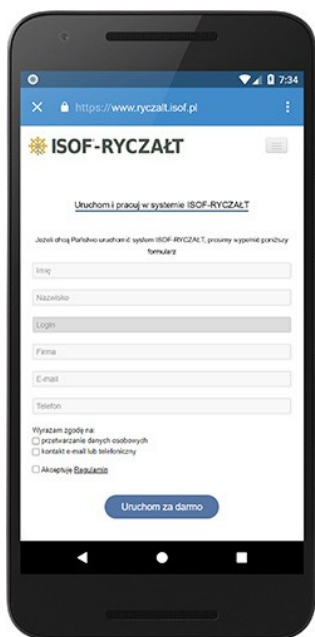 7:34
https://www.ryczalt.isof.pl
ISOF-RYCZAŁT
Uruchom i pracuj w systemie ISOF-RYCZAŁT
Jeżeli chcą Państwo uruchomić system ISOF-RYCZAŁT, prosimy wypełnić poniższy
formularz
Imię
Nazwisko
Login
Firma
E-mail
Telefon
Wyrażam zgodę na:
przetwarzanie danych osobowych
kontakt e-mail lub telefoniczny
Akceptuję Regulamin
Uruchom za darmo